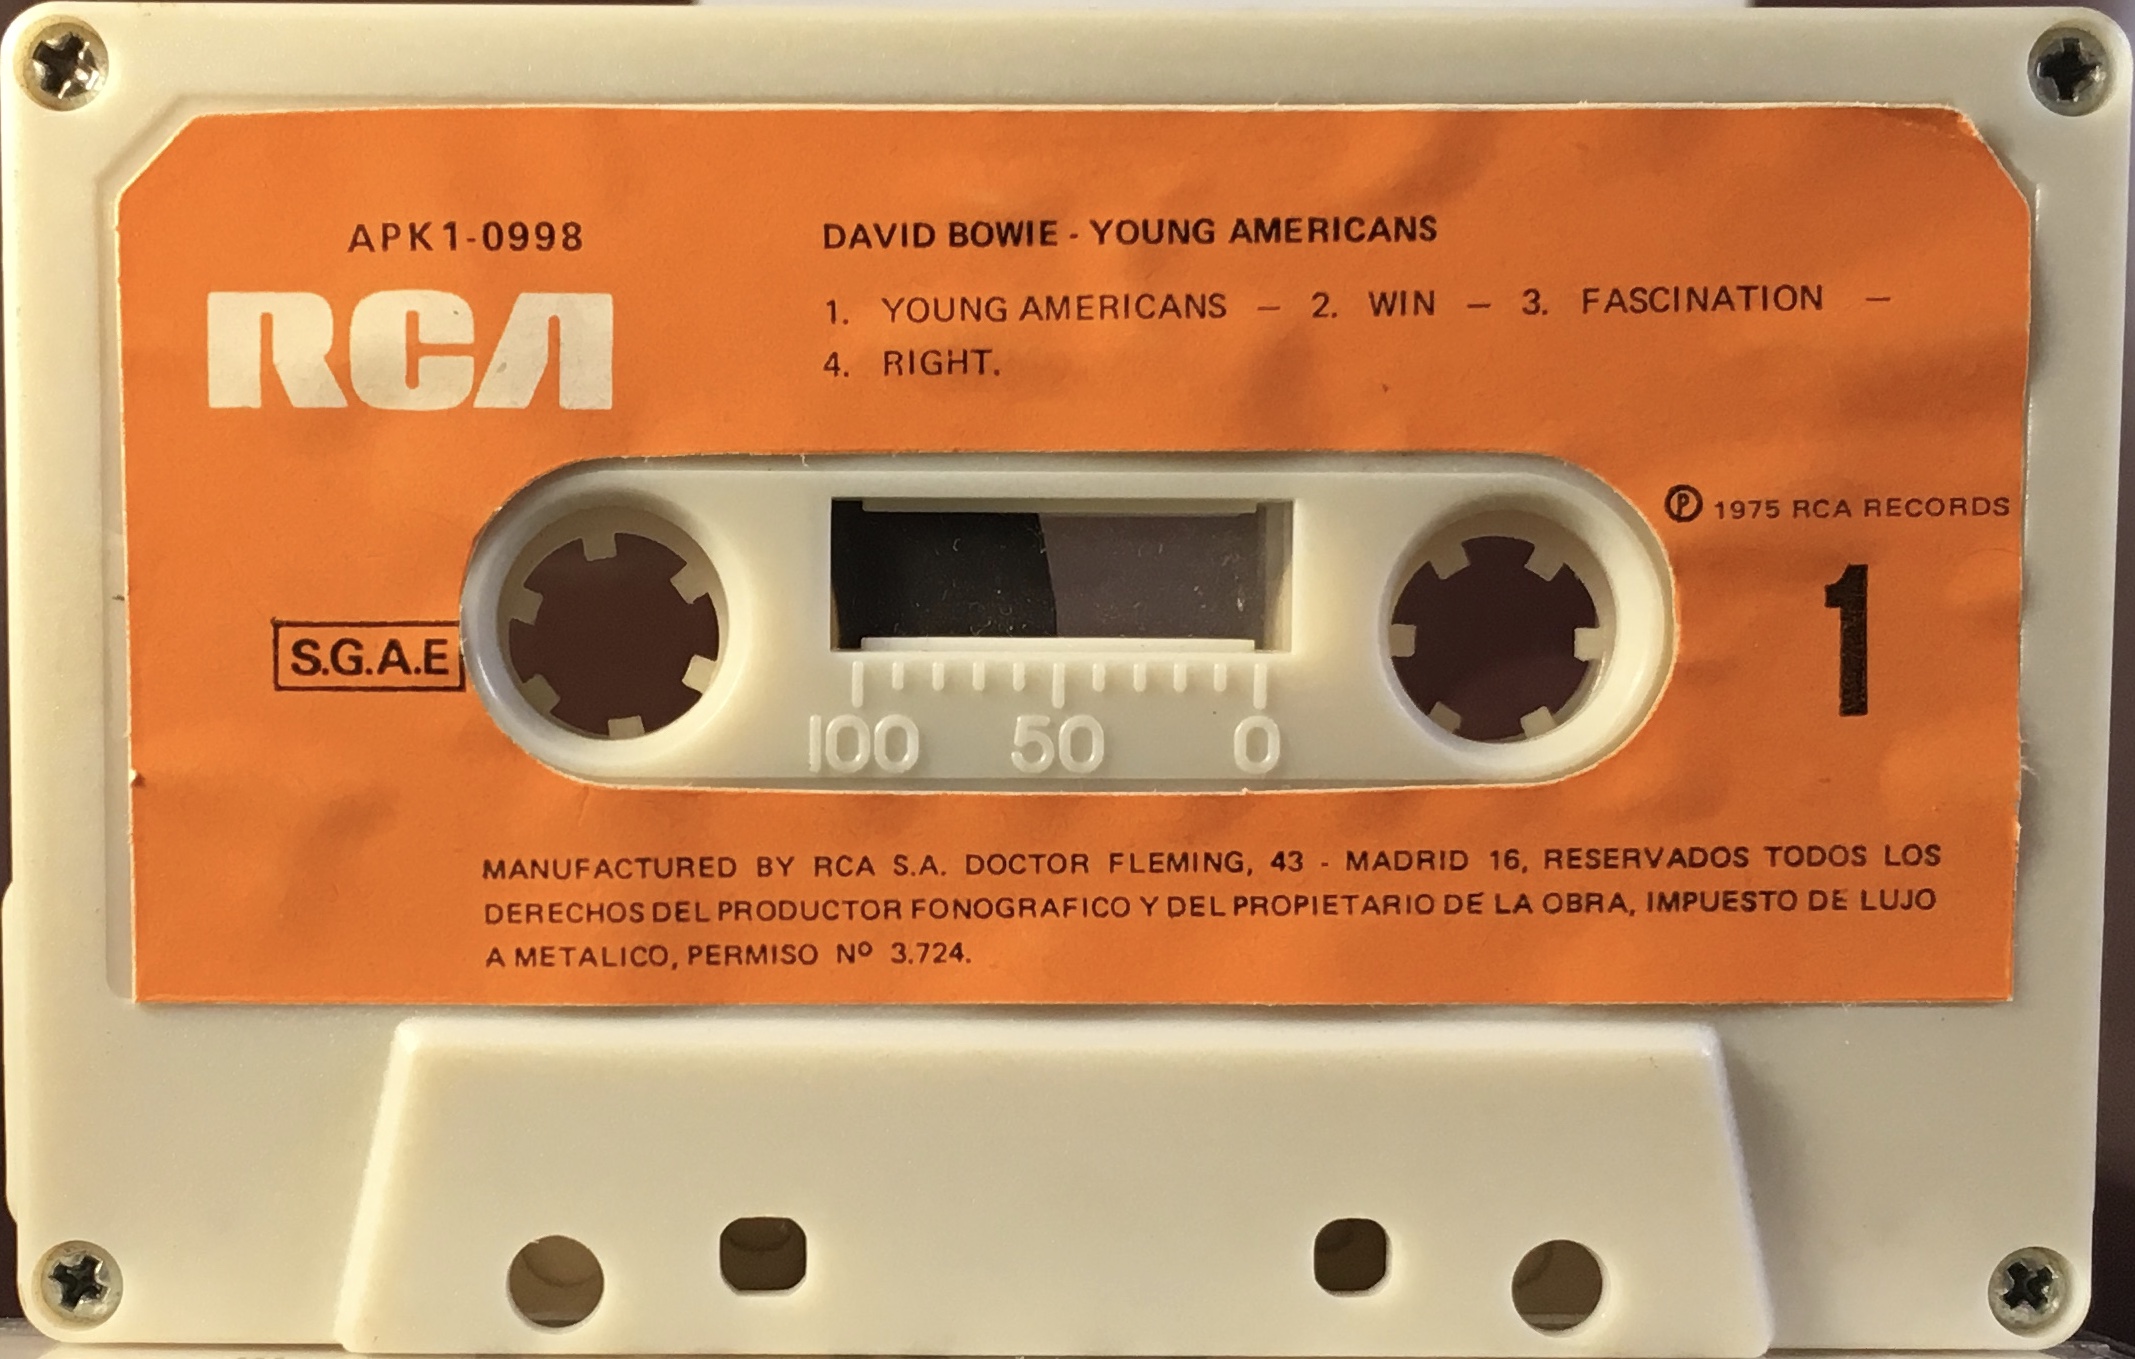 APK1-0998
RCA
DAVID BOWIE - YOUNG AMERICANS
1. YOUNG AMERICANS — 2. WIN — 3. FASCINATION —
4. RIGHT.
℗ 1975 RCA RECORDS
1
S.G.A.E
100 50 0
MANUFACTURED BY RCA S.A. DOCTOR FLEMING, 43 - MADRID 16, RESERVADOS TODOS LOS
DERECHOS DEL PRODUCTOR FONOGRAFICO Y DEL PROPIETARIO DE LA OBRA, IMPUESTO DE LUJO
A METALICO, PERMISO Nº 3.724.